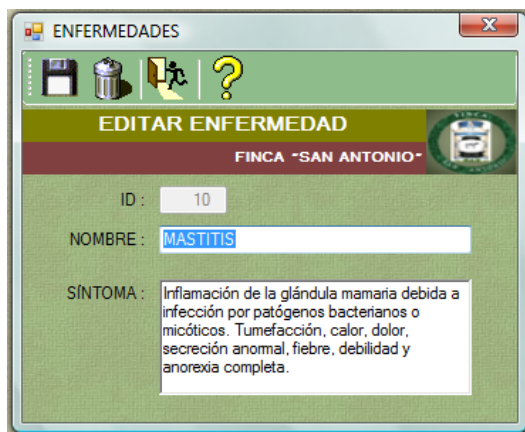 ENFERMEDADES
EDITAR ENFERMEDAD
FINCA "SAN ANTONIO"
ID :
10
NOMBRE :
MASTITIS
SÍNTOMA :
Inflamación de la glándula mamaria debida a
infección por patógenos bacterianos o
micóticos. Tumefacción, calor, dolor,
secreción anormal, fiebre, debilidad y
anorexia completa.